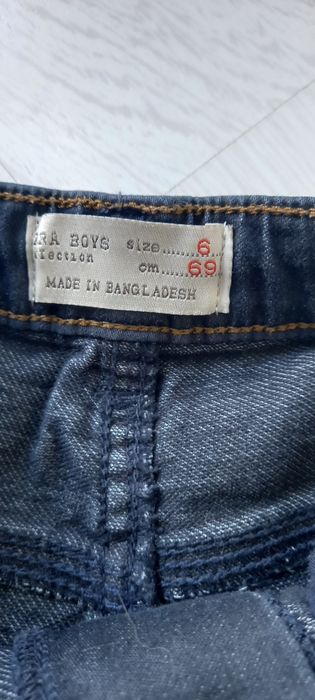 RA BOYS size.......6
llection cm.....69
MADE IN BANGLADESH